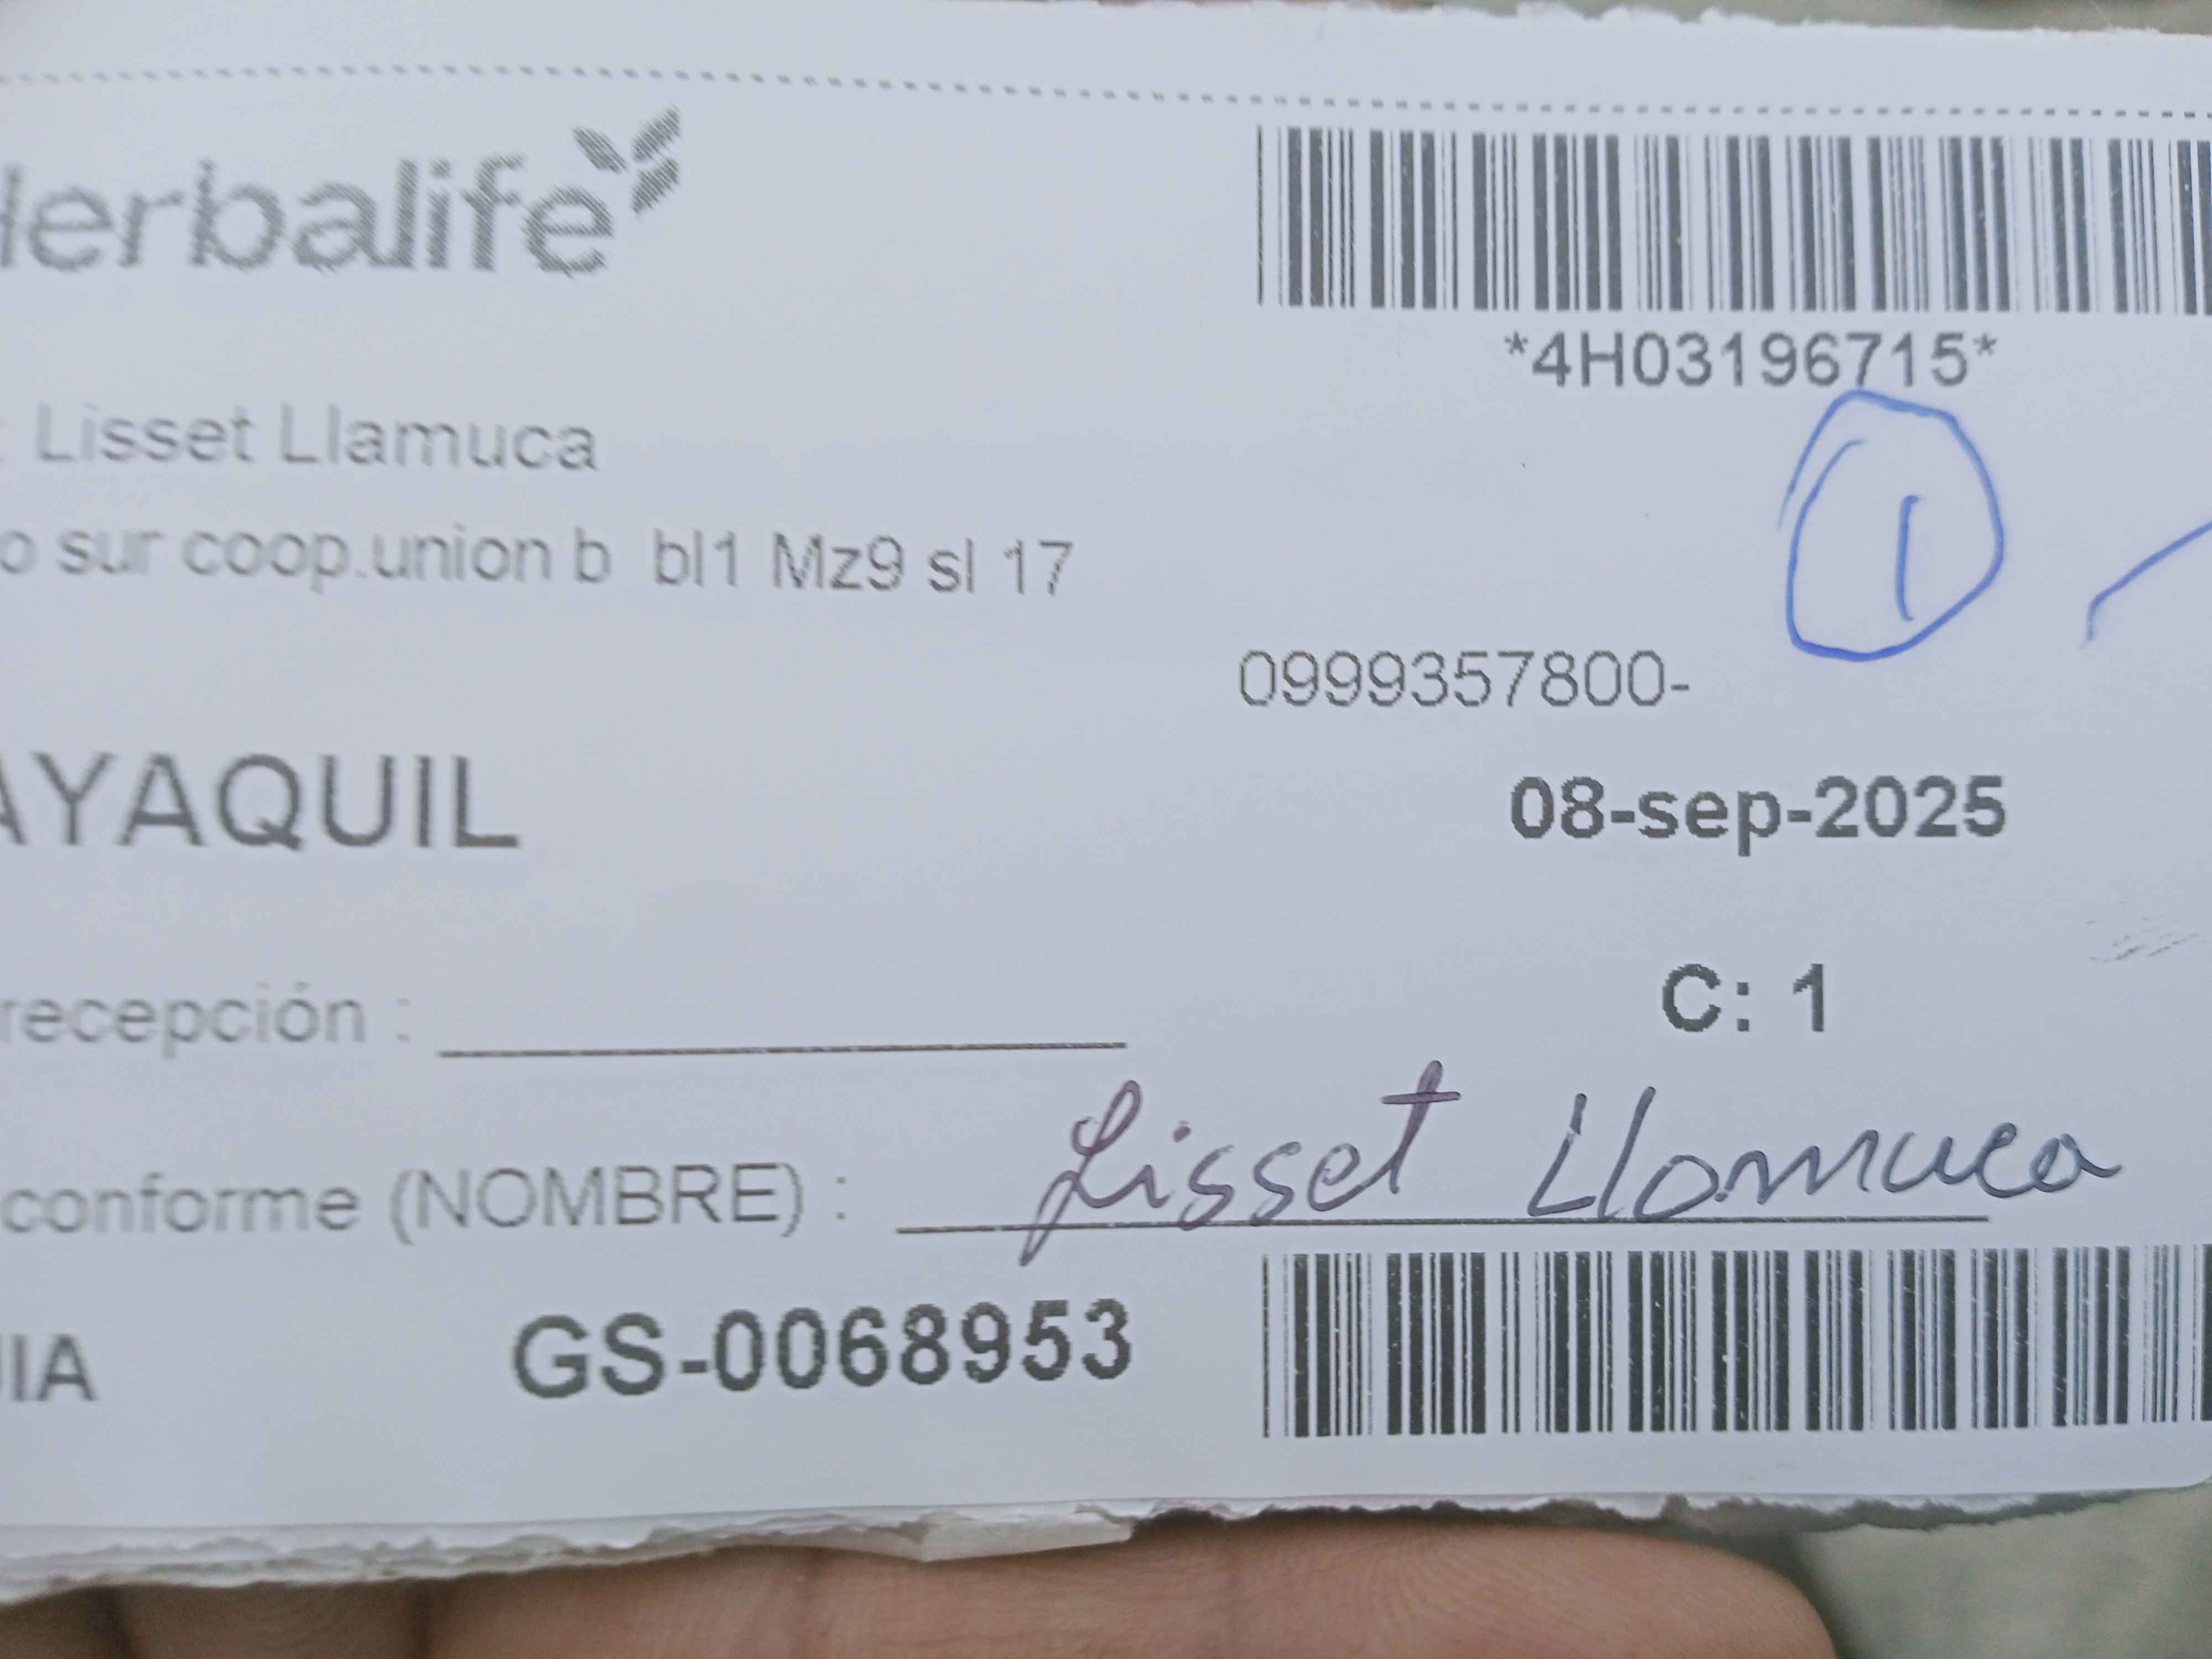 Herbalife
*4H03196715*
: Lisset Llamuca
1
o sur coop.union b bl1 Mz9 sl 17
0999357800-
AYAQUIL
08-sep-2025
recepción :
C: 1
conforme (NOMBRE) : Lisset Llamuca
GS-0068953
IA